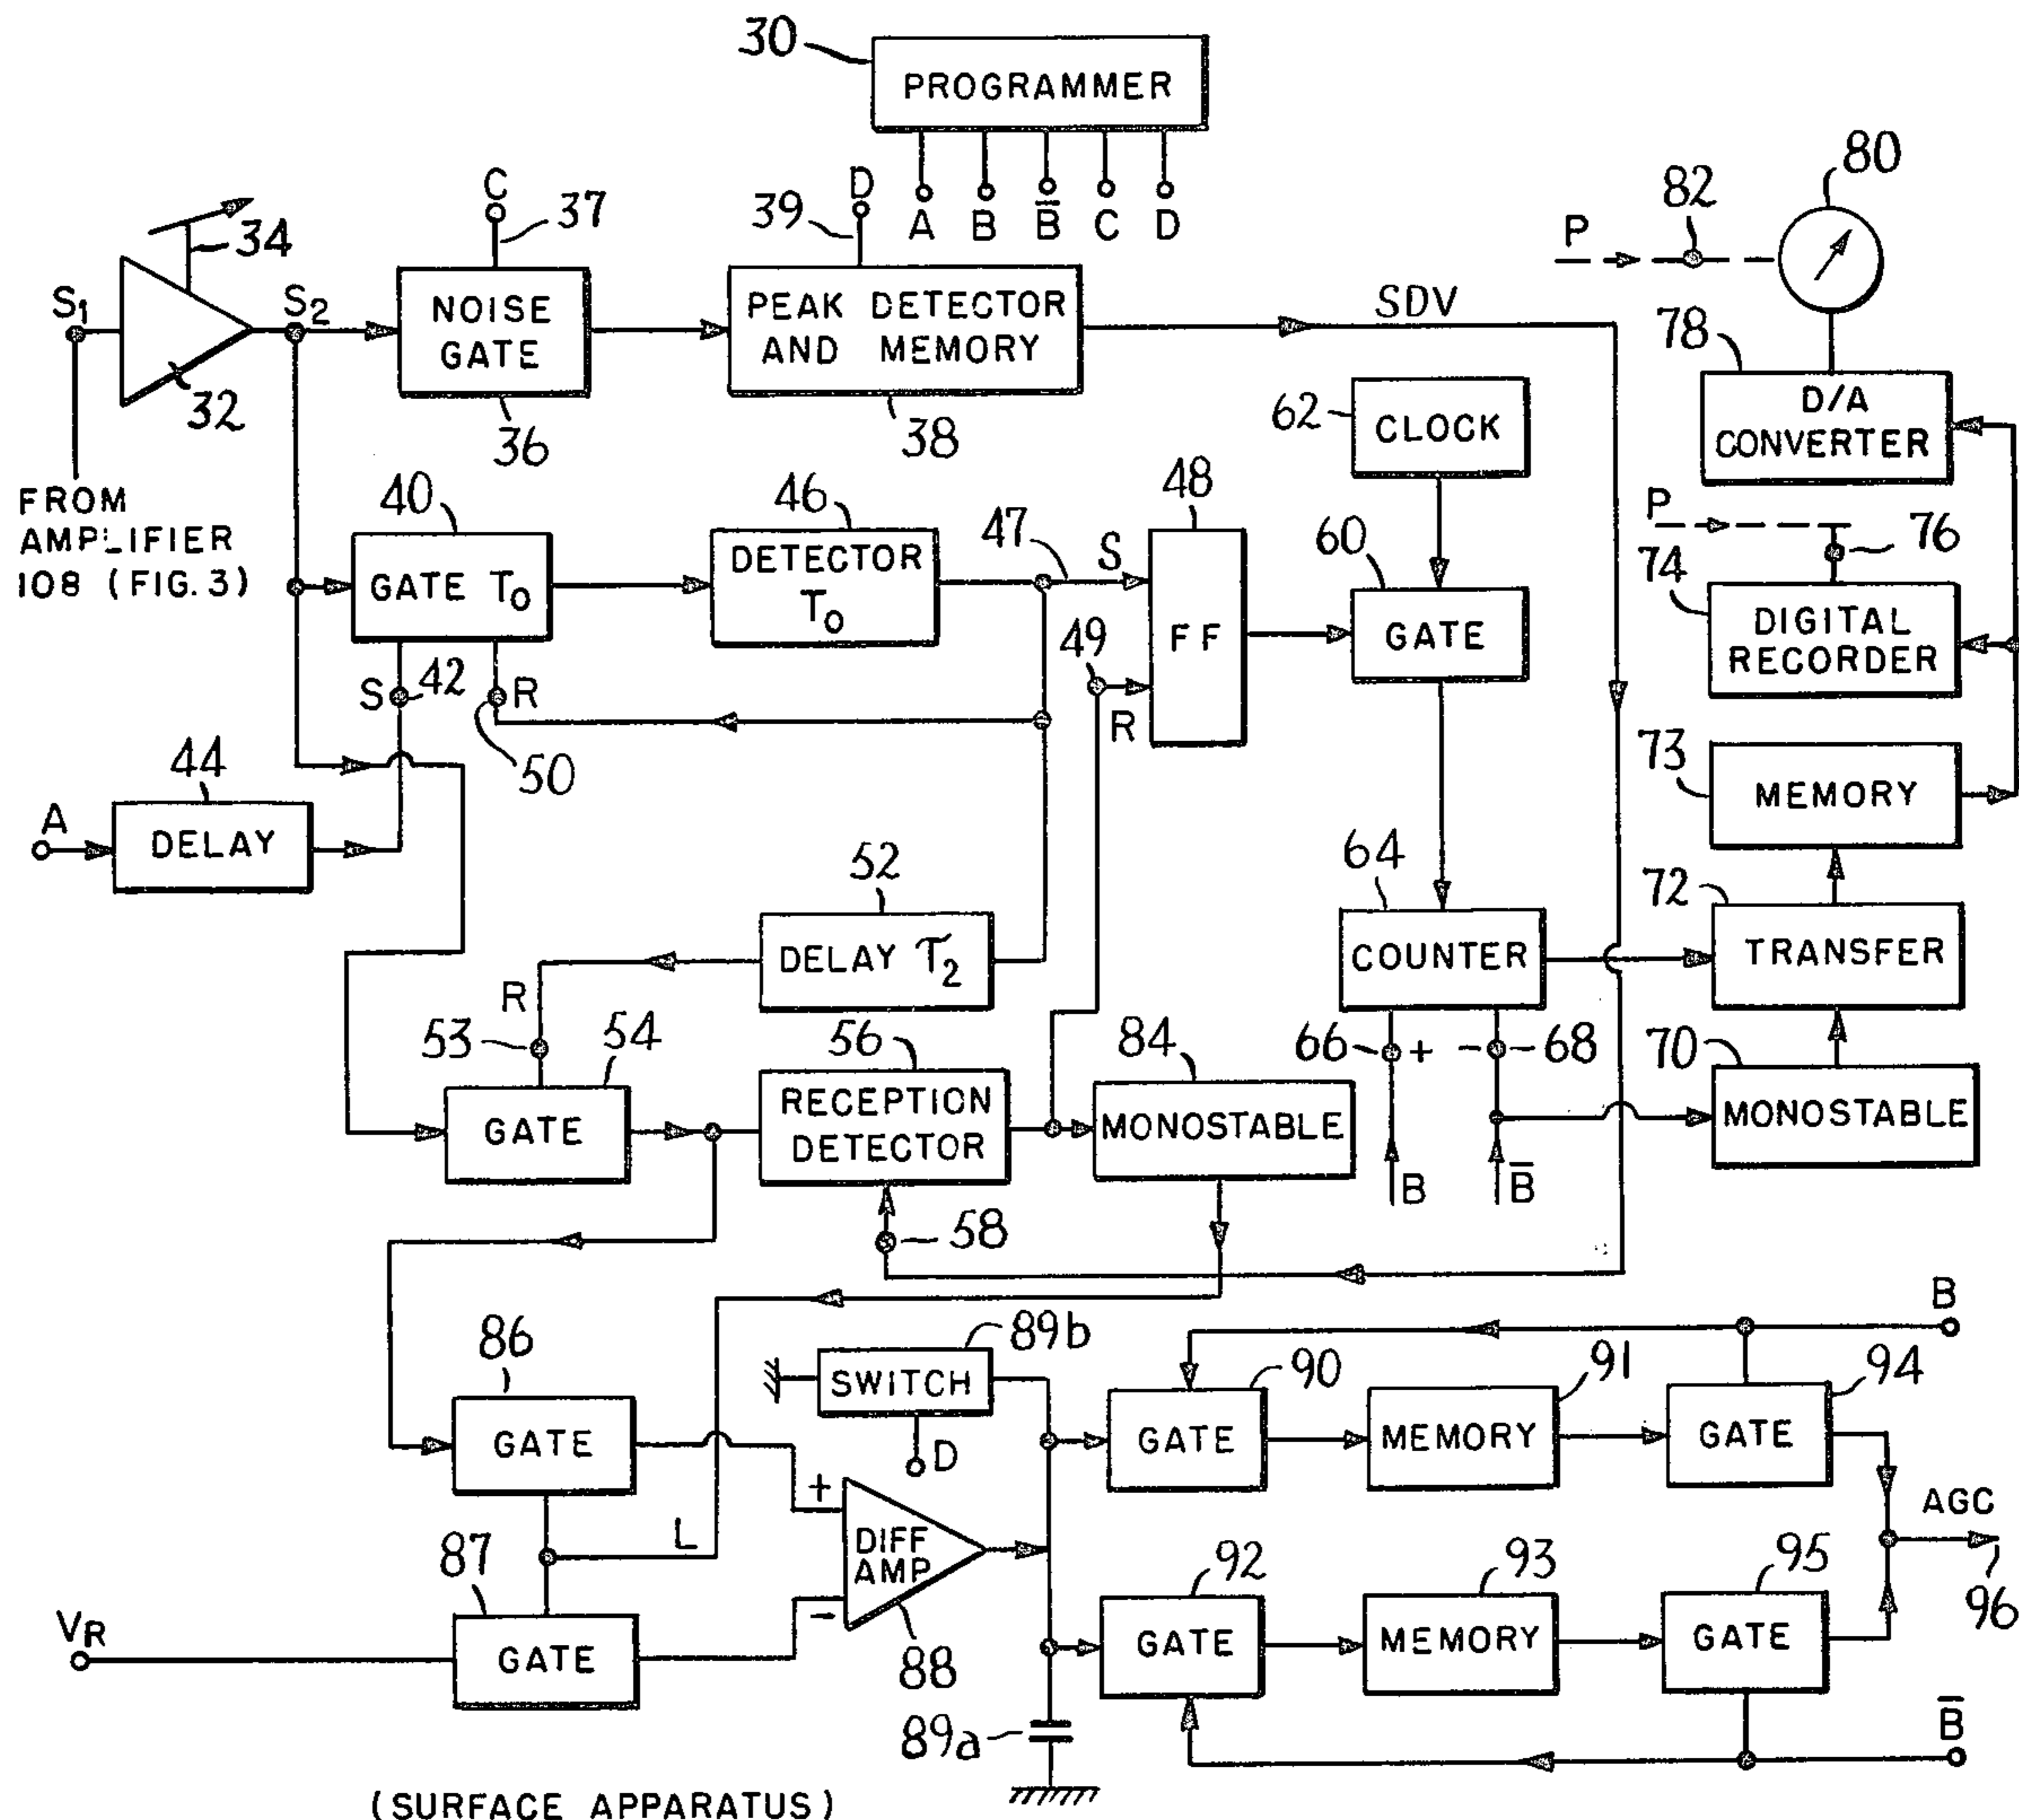 30
PROGRAMMER
A B B̅ C D
C
37
D
39
34
S1
S2
32
NOISE
GATE
36
PEAK DETECTOR
AND MEMORY
38
SDV
P
82
80
78
D/A
CONVERTER
62
CLOCK
FROM
AMPLIFIER
108 (FIG. 3)
40
GATE T0
46
DETECTOR
T0
47
S
48
FF
49
R
60
GATE
P
76
74
DIGITAL
RECORDER
S
42
R
50
44
A
DELAY
73
MEMORY
52
DELAY τ2
64
COUNTER
72
TRANSFER
R
53
54
GATE
56
RECEPTION
DETECTOR
84
MONOSTABLE
66
+
-
68
B
B̅
70
MONOSTABLE
58
86
GATE
89b
SWITCH
D
90
GATE
91
MEMORY
94
GATE
B
AGC
96
L
87
GATE
VR
+
DIFF
AMP
-
88
89a
92
GATE
93
MEMORY
95
GATE
B̅
(SURFACE APPARATUS)